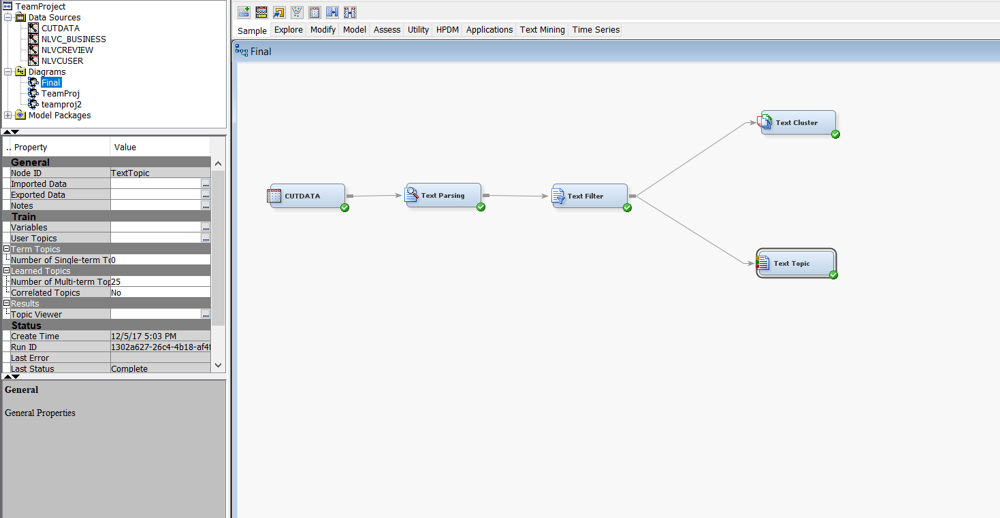 TeamProject
Data Sources
CUTDATA
NLVC_BUSINESS
NLVCREVIEW
NLVCUSER
Diagrams
Final
TeamProj
teamproj2
Model Packages
.. Property Value
General
Node ID TextTopic
Imported Data ...
Exported Data ...
Notes ...
Train
Variables ...
User Topics ...
Term Topics
Number of Single-term To 0
Learned Topics
Number of Multi-term Top 25
Correlated Topics No
Results
Topic Viewer ...
Status
Create Time 12/5/17 5:03 PM
Run ID 1302a627-26c4-4b18-af4f
Last Error
Last Status Complete
General
General Properties
Sample Explore Modify Model Assess Utility HPDM Applications Text Mining Time Series
Final
Text Cluster
CUTDATA Text Parsing Text Filter
Text Topic